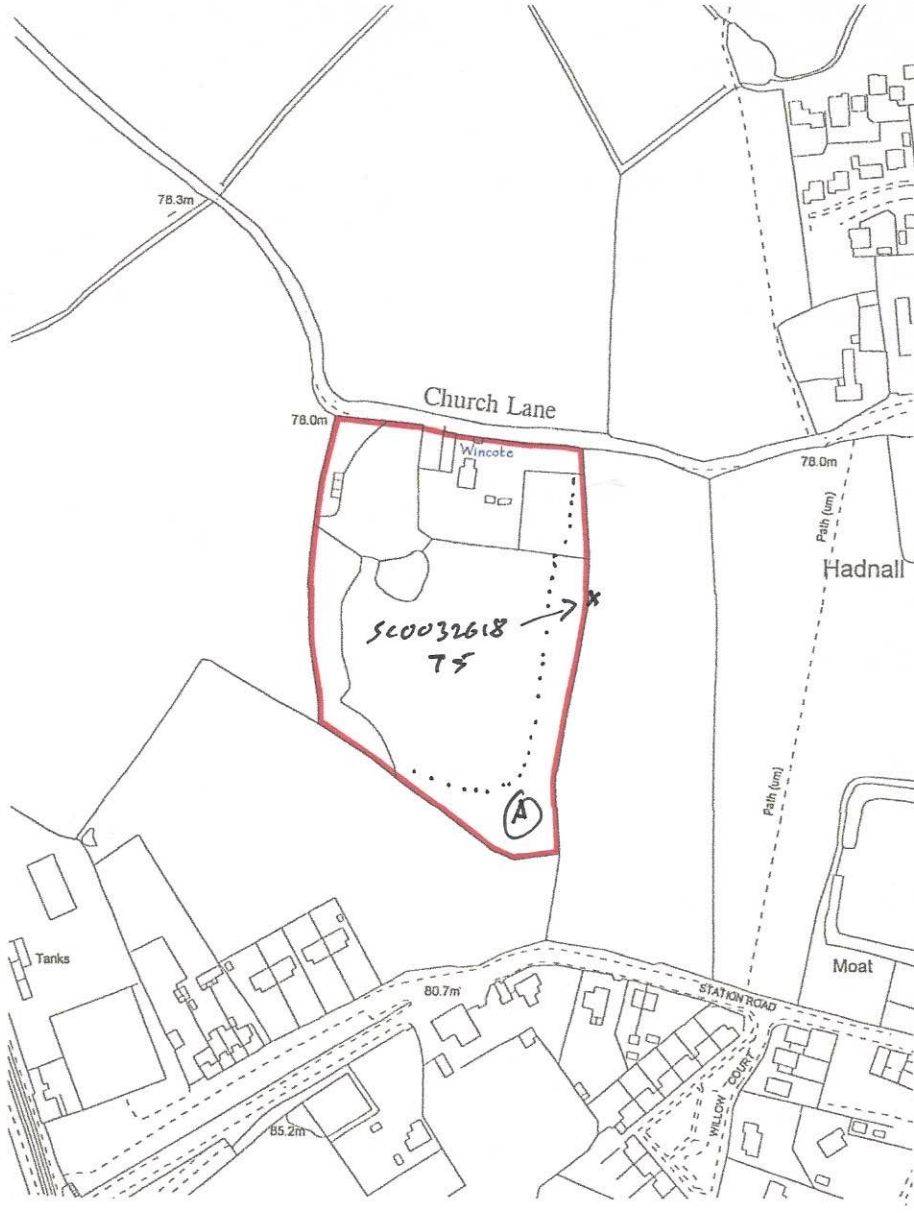 78.3m
Church Lane
78.0m
Wincote
78.0m
Path (um)
Hadnall
SC0032618
T5
Path (um)
A
Tanks
Moat
80.7m
STATION ROAD
WILLOW COURT
85.2m